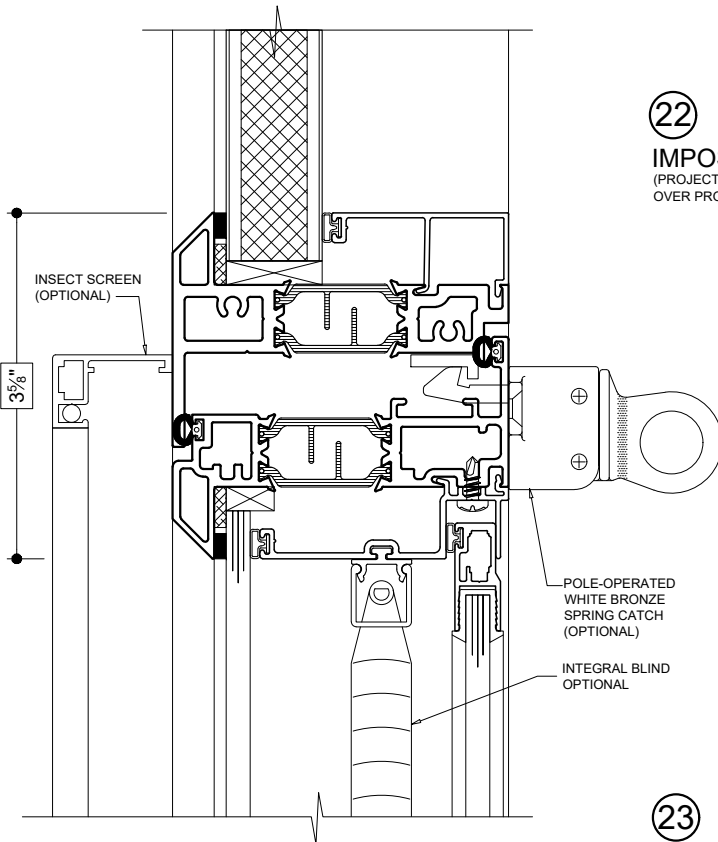 22
(PROJECT
OVER PRO
INSECT SCREEN
(OPTIONAL)
3⅝"
POLE-OPERATED
WHITE BRONZE
SPRING CATCH
(OPTIONAL)
INTEGRAL BLIND
OPTIONAL
23